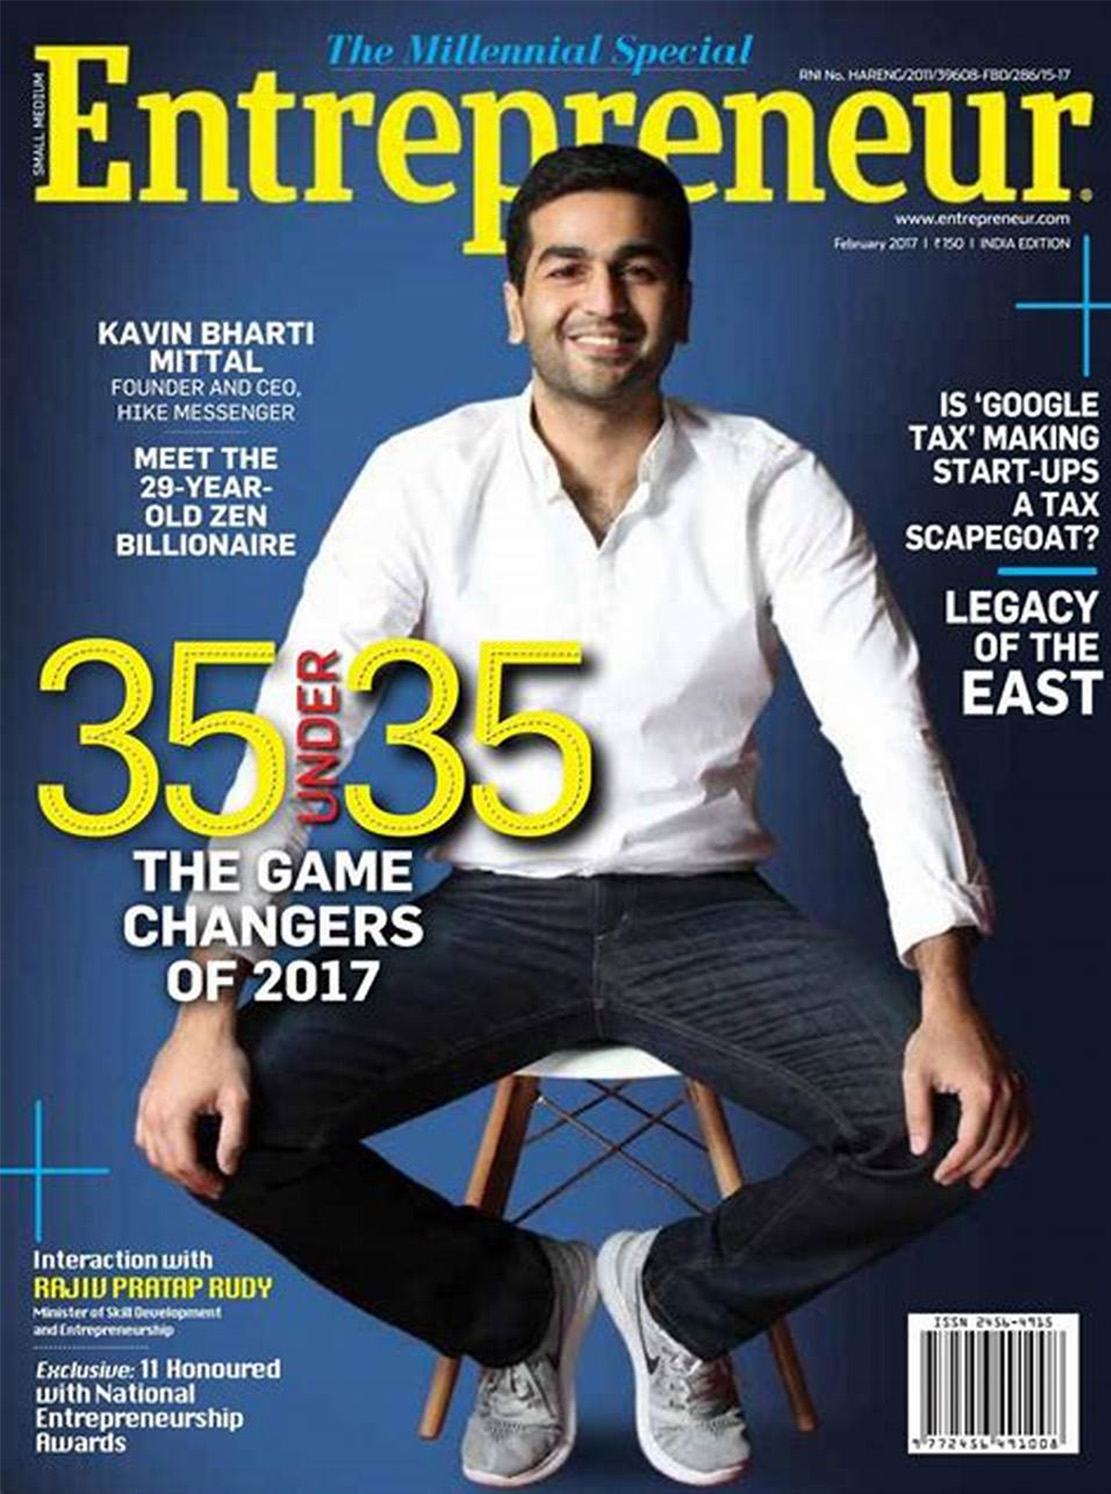 The Millennial Special
RNI No. HARENG/2011/39608-FBD/286/15-17
SMALL MEDIUM
Entrepreneur
www.entrepreneur.com
February 2017 | ₹150 | INDIA EDITION
KAVIN BHARTI
MITTAL
FOUNDER AND CEO,
HIKE MESSENGER
MEET THE
29-YEAR-
OLD ZEN
BILLIONAIRE
IS ‘GOOGLE
TAX’ MAKING
START-UPS
A TAX
SCAPEGOAT?
LEGACY
OF THE
EAST
35 UNDER 35
THE GAME
CHANGERS
OF 2017
Interaction with
RAJIV PRATAP RUDY
Minister of Skill Development
and Entrepreneurship
Exclusive: 11 Honoured
with National
Entrepreneurship
Awards
ISSN 2456-4915
9 772456 491008